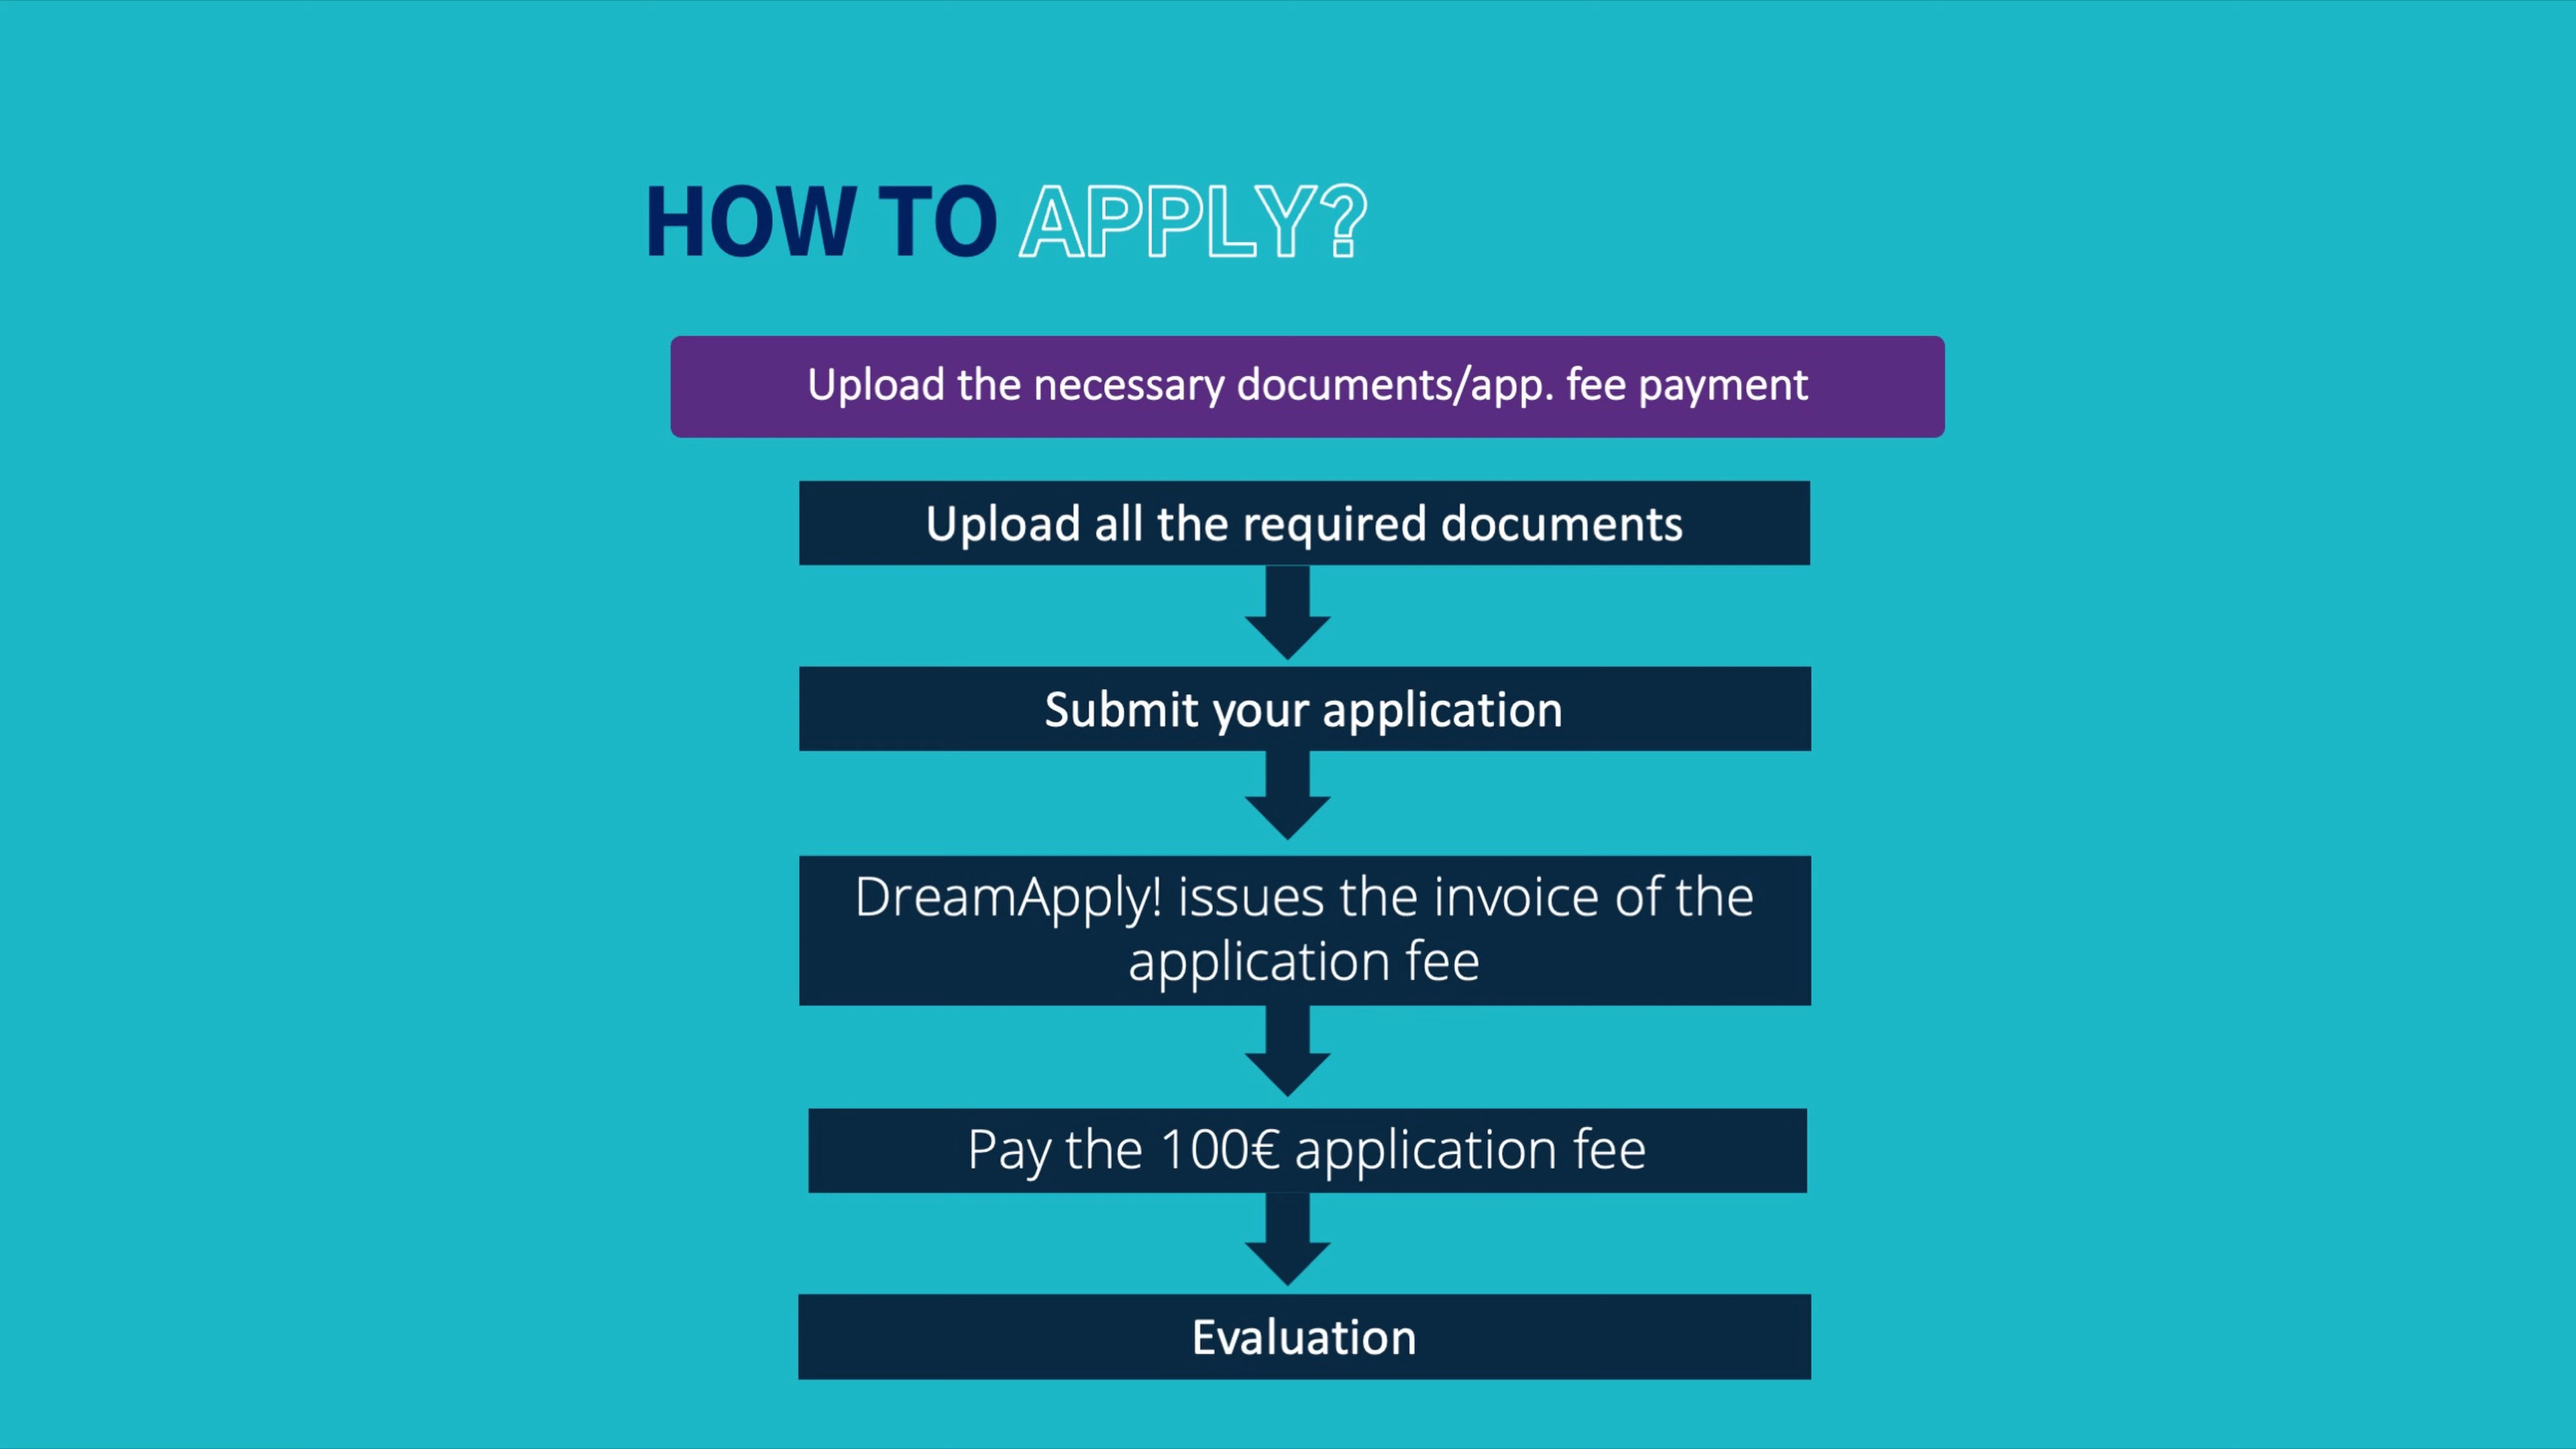 HOW TO APPLY?
Upload the necessary documents/app. fee payment
Upload all the required documents
Submit your application
DreamApply! issues the invoice of the
application fee
Pay the 100€ application fee
Evaluation